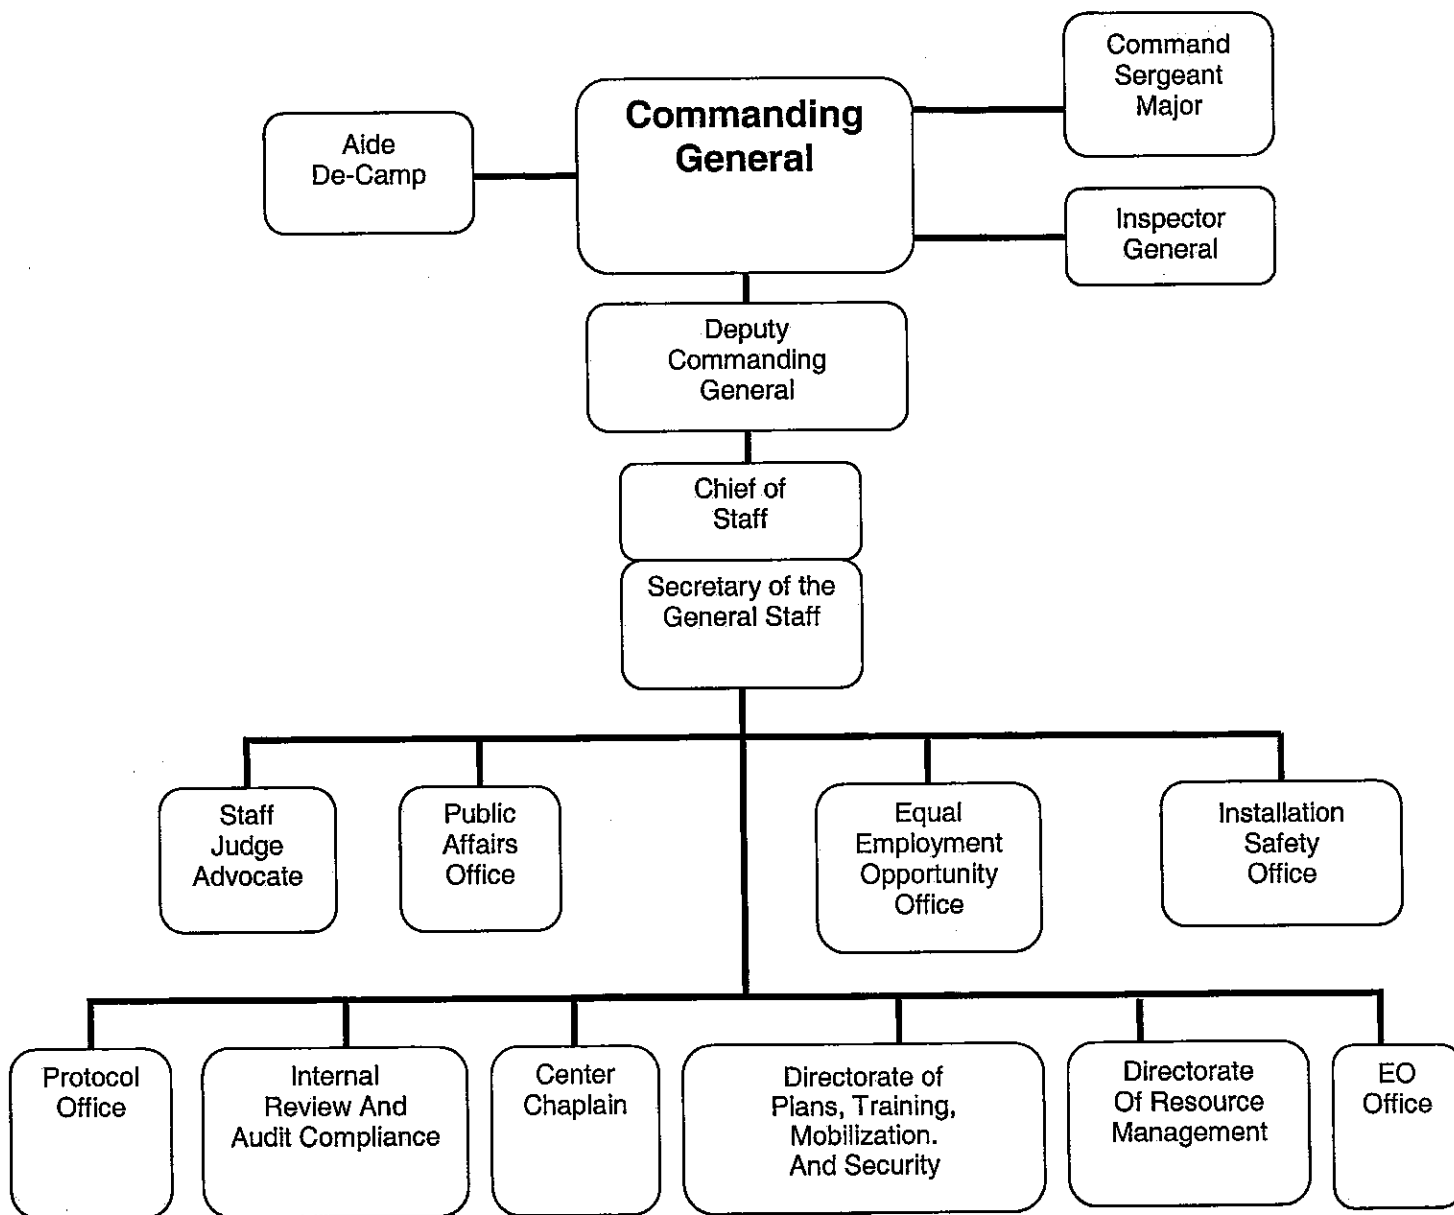 Command
Sergeant
Major
Commanding
General
Aide
De-Camp
Inspector
General
Deputy
Commanding
General
Chief of
Staff
Secretary of the
General Staff
Staff
Judge
Advocate
Public
Affairs
Office
Equal
Employment
Opportunity
Office
Installation
Safety
Office
Protocol
Office
Internal
Review And
Audit Compliance
Center
Chaplain
Directorate of
Plans, Training,
Mobilization.
And Security
Directorate
Of Resource
Management
EO
Office